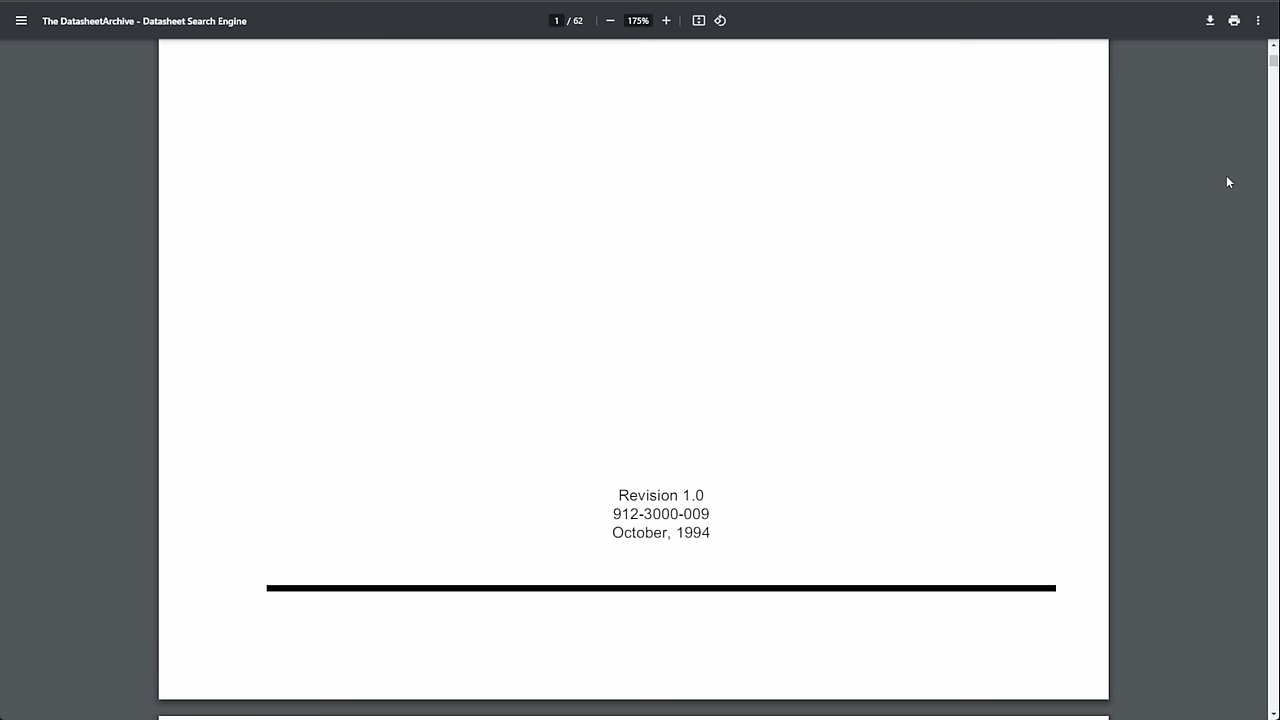 The DatasheetArchive - Datasheet Search Engine
1 / 62
175%
Revision 1.0
912-3000-009
October, 1994